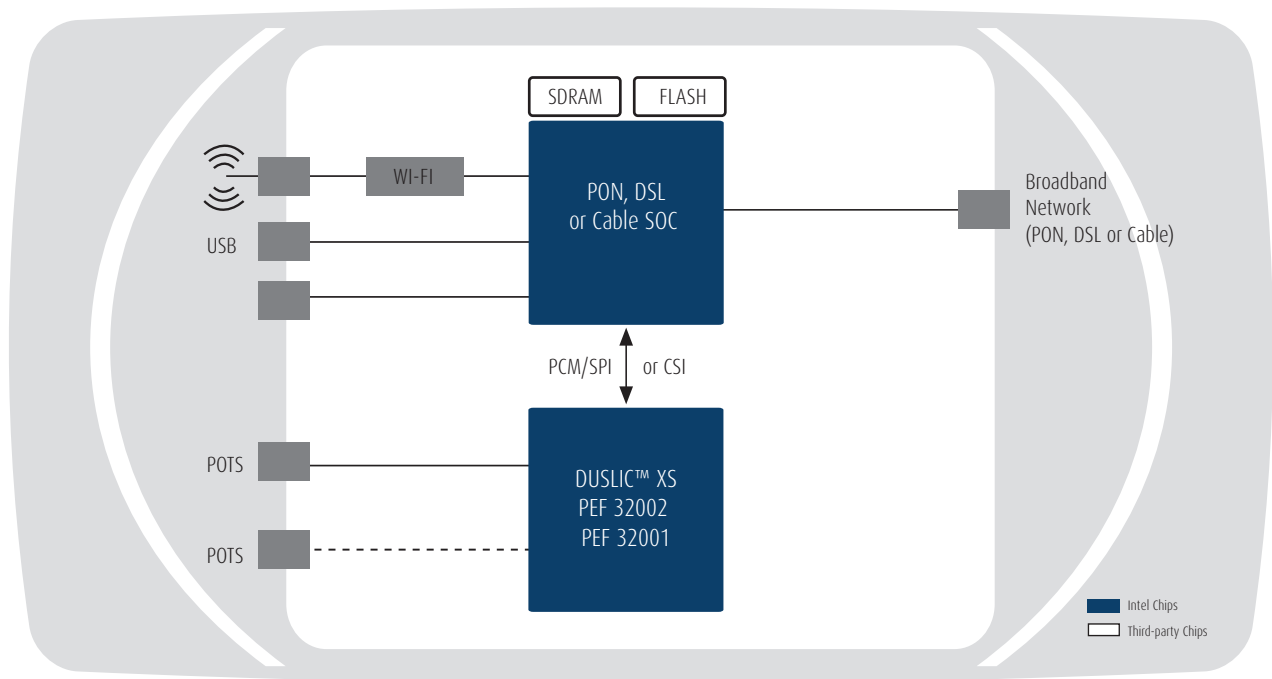 SDRAM
FLASH
WI-FI
PON, DSL
or Cable SOC
Broadband
Network
(PON, DSL or Cable)
USB
PCM/SPI
or CSI
POTS
DUSLIC™ XS
PEF 32002
PEF 32001
POTS
Intel Chips
Third-party Chips